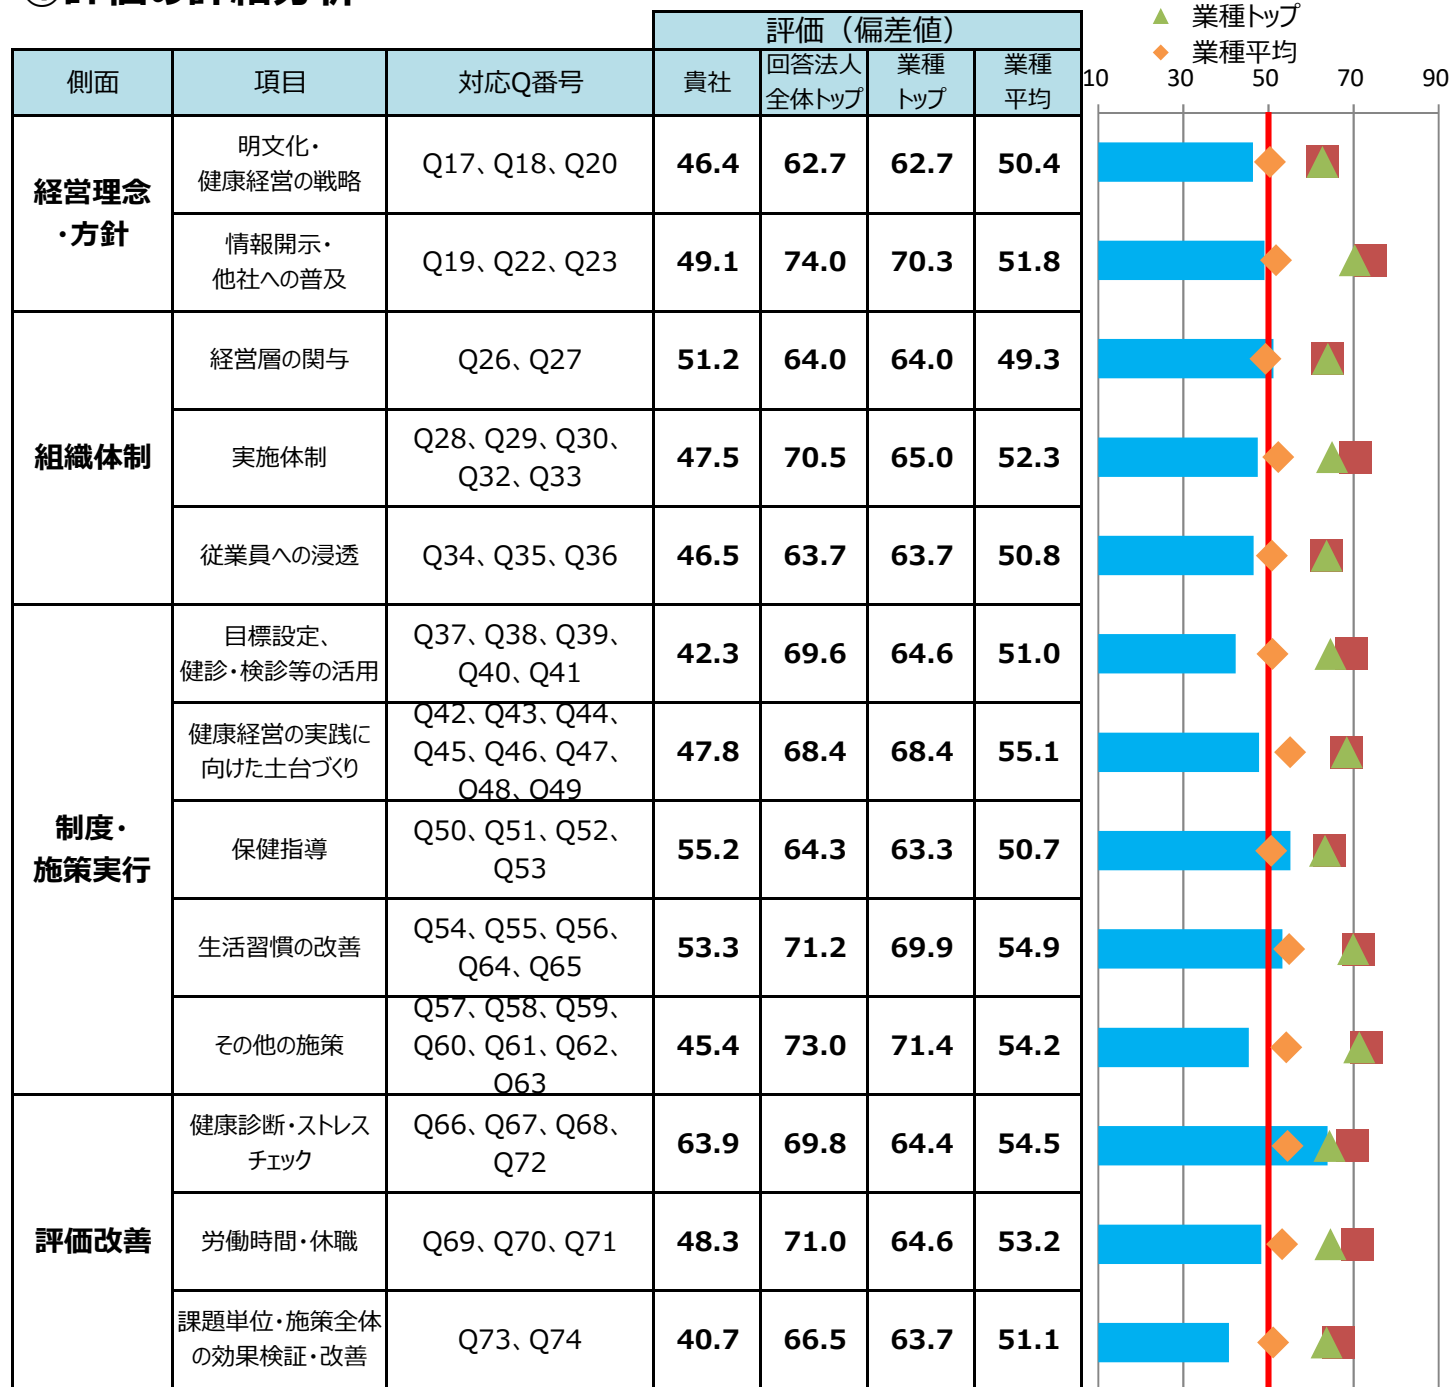 ①評価の詳細分析
▲ 業種トップ
◆ 業種平均
評価（偏差値）
側面 項目 対応Q番号 貴社 回答法人全体トップ 業種トップ 業種平均
10 30 50 70 90
経営理念・方針
明文化・
健康経営の戦略
Q17、Q18、Q20 46.4 62.7 62.7 50.4
情報開示・
他社への普及
Q19、Q22、Q23 49.1 74.0 70.3 51.8
組織体制
経営層の関与 Q26、Q27 51.2 64.0 64.0 49.3
実施体制
Q28、Q29、Q30、
Q32、Q33
47.5 70.5 65.0 52.3
従業員への浸透 Q34、Q35、Q36 46.5 63.7 63.7 50.8
制度・
施策実行
目標設定、
健診・検診等の活用
Q37、Q38、Q39、
Q40、Q41
42.3 69.6 64.6 51.0
健康経営の実践に
向けた土台づくり
Q42、Q43、Q44、
Q45、Q46、Q47、
Q48、Q49
47.8 68.4 68.4 55.1
保健指導
Q50、Q51、Q52、
Q53
55.2 64.3 63.3 50.7
生活習慣の改善
Q54、Q55、Q56、
Q64、Q65
53.3 71.2 69.9 54.9
その他の施策
Q57、Q58、Q59、
Q60、Q61、Q62、
Q63
45.4 73.0 71.4 54.2
評価改善
健康診断・ストレス
チェック
Q66、Q67、Q68、
Q72
63.9 69.8 64.4 54.5
労働時間・休職 Q69、Q70、Q71 48.3 71.0 64.6 53.2
課題単位・施策全体
の効果検証・改善
Q73、Q74 40.7 66.5 63.7 51.1